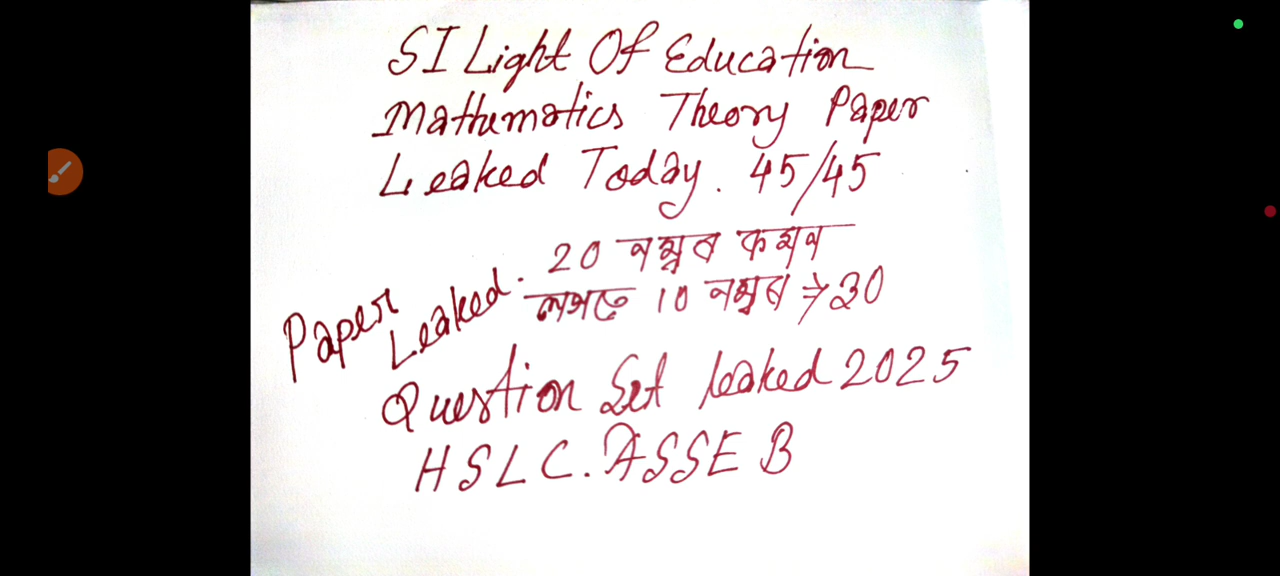 SI Light Of Education
Mathematics Theory Paper
Leaked Today. 45/45
20 নম্বৰ কমন
লগতে 10 নম্বৰ → 30
Paper
Leaked.
Question Set leaked 2025
HSLC. ASSEB